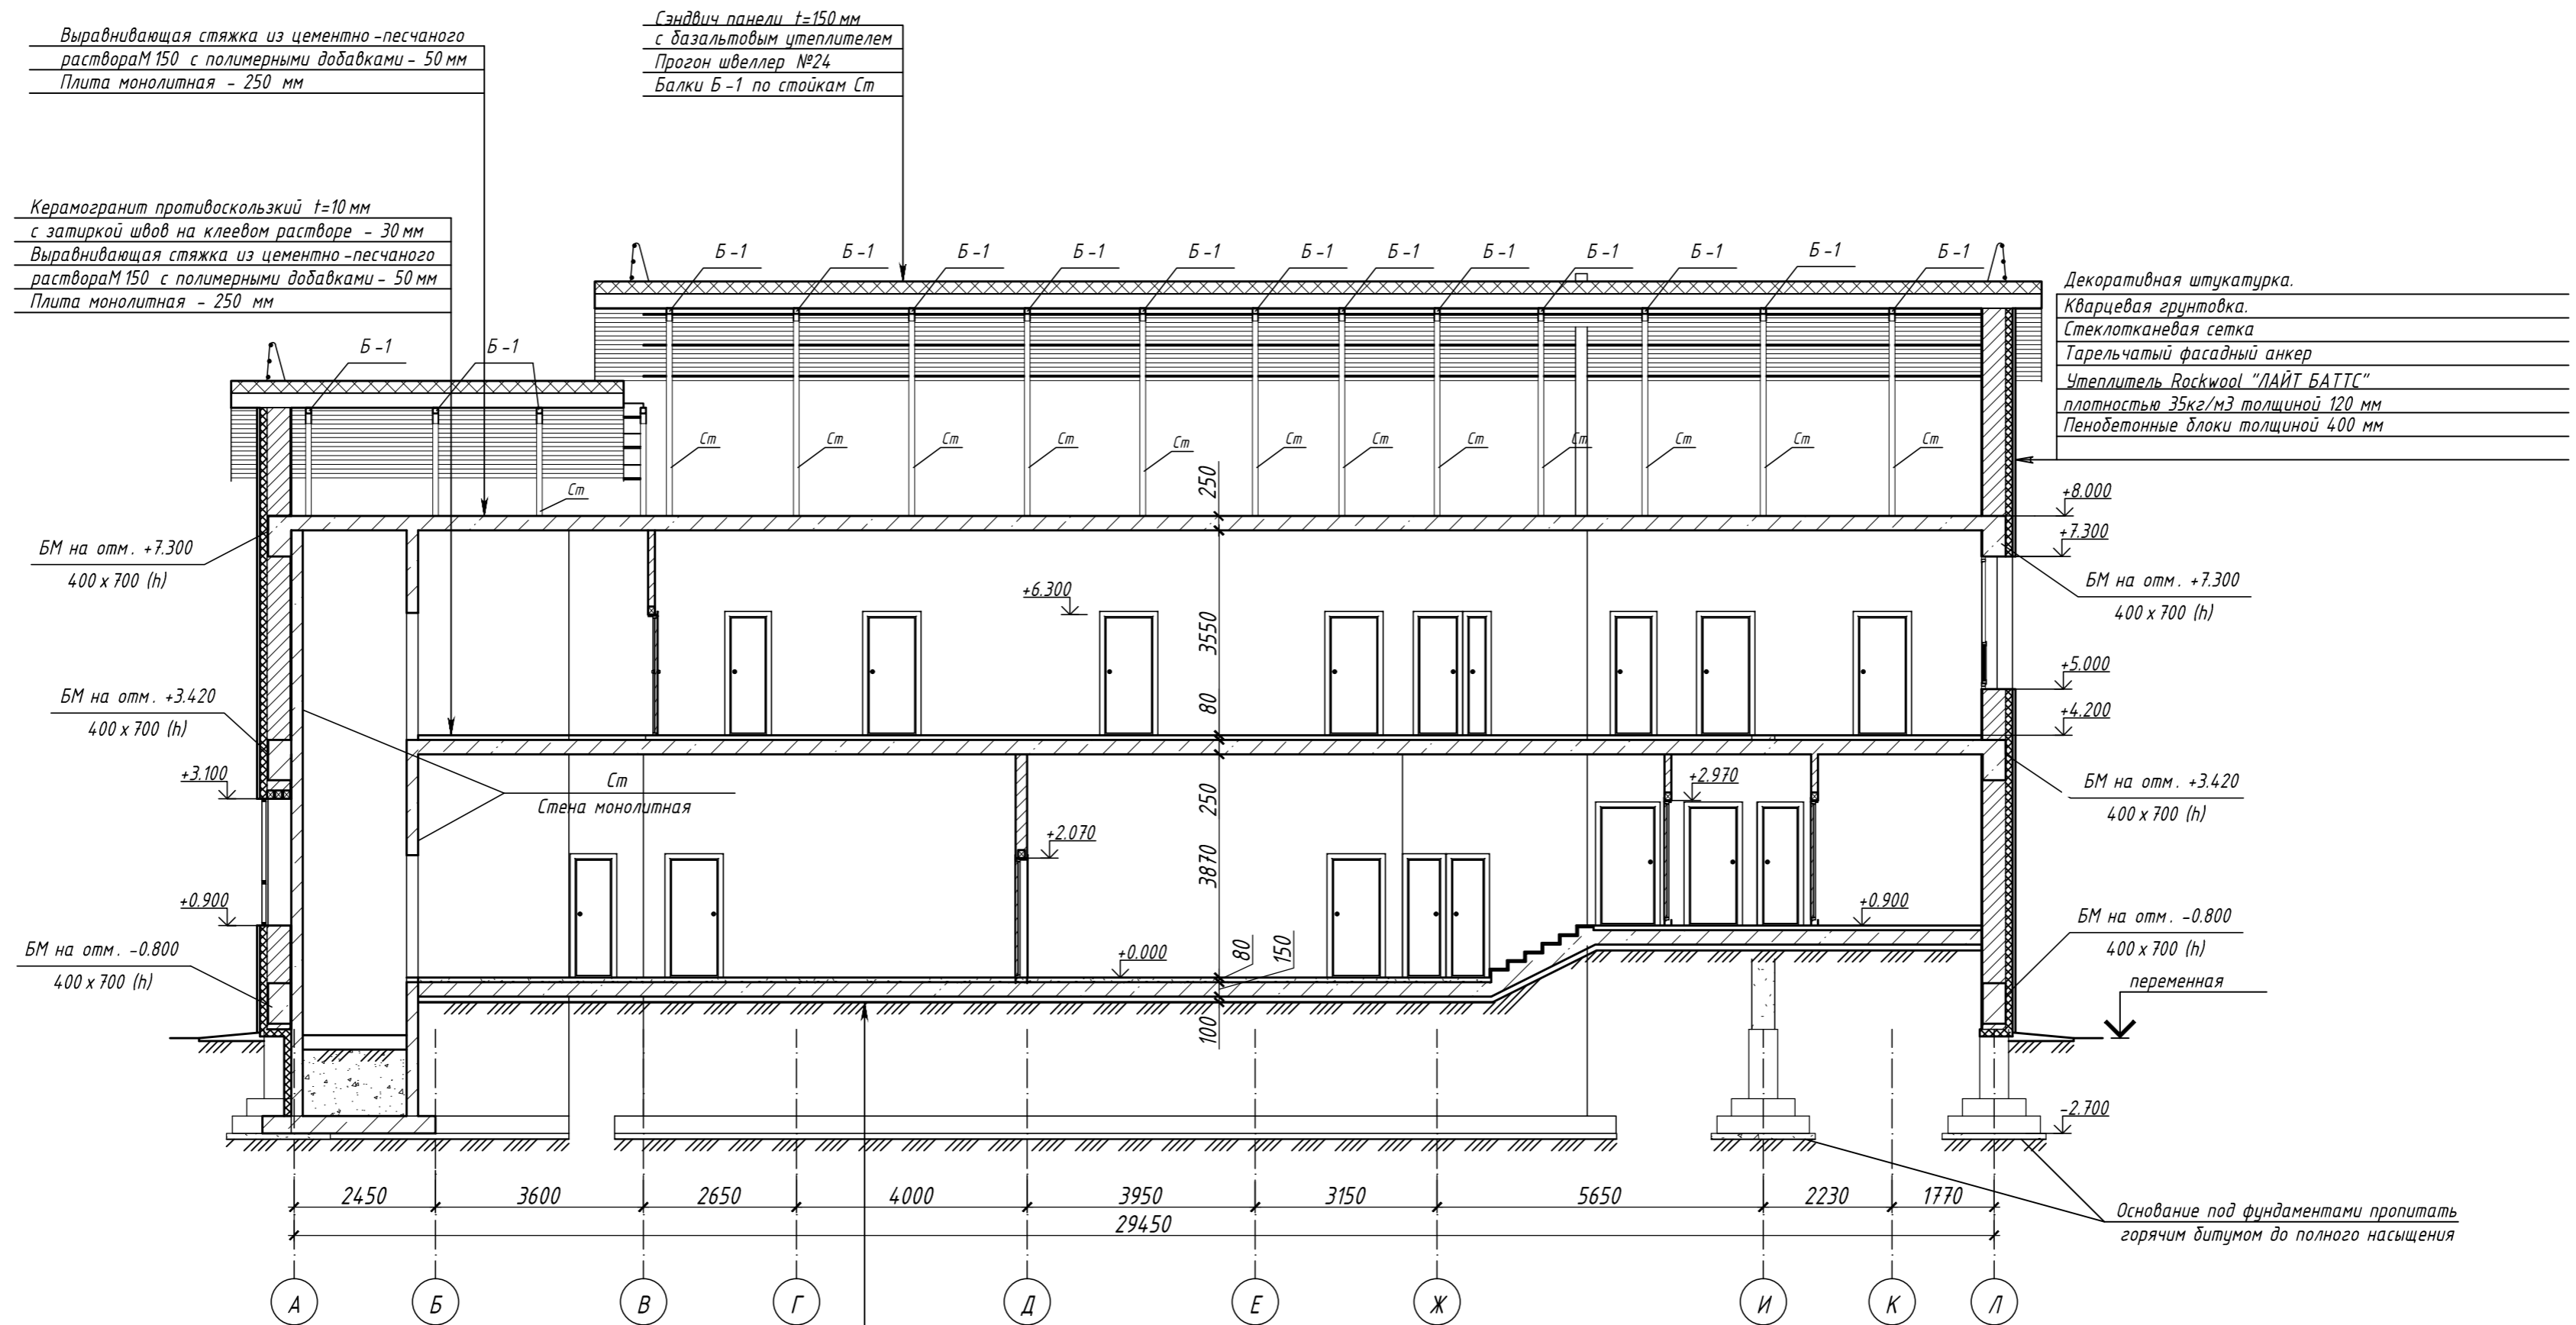 Выравнивающая стяжка из цементно-песчаного
раствораМ150 с полимерными добавками - 50 мм
Плита монолитная - 250 мм
Сэндвич панели t=150 мм
с базальтовым утеплителем
Прогон швеллер №24
Балки Б-1 по стойкам Ст
Керамогранит противоскользкий t=10 мм
с затиркой швов на клеевом растворе - 30 мм
Выравнивающая стяжка из цементно-песчаного
раствораМ150 с полимерными добавками - 50 мм
Плита монолитная - 250 мм
Б-1 Б-1 Б-1 Б-1 Б-1 Б-1 Б-1 Б-1 Б-1 Б-1 Б-1 Б-1
Декоративная штукатурка.
Кварцевая грунтовка.
Стеклотканевая сетка
Тарельчатый фасадный анкер
Утеплитель Rockwool "ЛАЙТ БАТТС"
плотностью 35кг/м3 толщиной 120 мм
Пенобетонные блоки толщиной 400 мм
Б-1 Б-1
Ст Ст Ст Ст Ст Ст Ст Ст Ст Ст Ст Ст
Ст
250
+8.000
+7.300
БМ на отм. +7.300
400 х 700 (h)
БМ на отм. +7.300
400 х 700 (h)
+6.300
3550
+5.000
БМ на отм. +3.420
400 х 700 (h)
80
+4.200
+3.100
Ст
Стена монолитная
250
+2.970
БМ на отм. +3.420
400 х 700 (h)
+2.070
3870
+0.900
+0.900
БМ на отм. -0.800
400 х 700 (h)
+0.000
80
150
БМ на отм. -0.800
400 х 700 (h)
переменная
100
-2.700
2450 3600 2650 4000 3950 3150 5650 2230 1770
29450
Основание под фундаментами пропитать
горячим битумом до полного насыщения
А Б В Г Д Е Ж И К Л